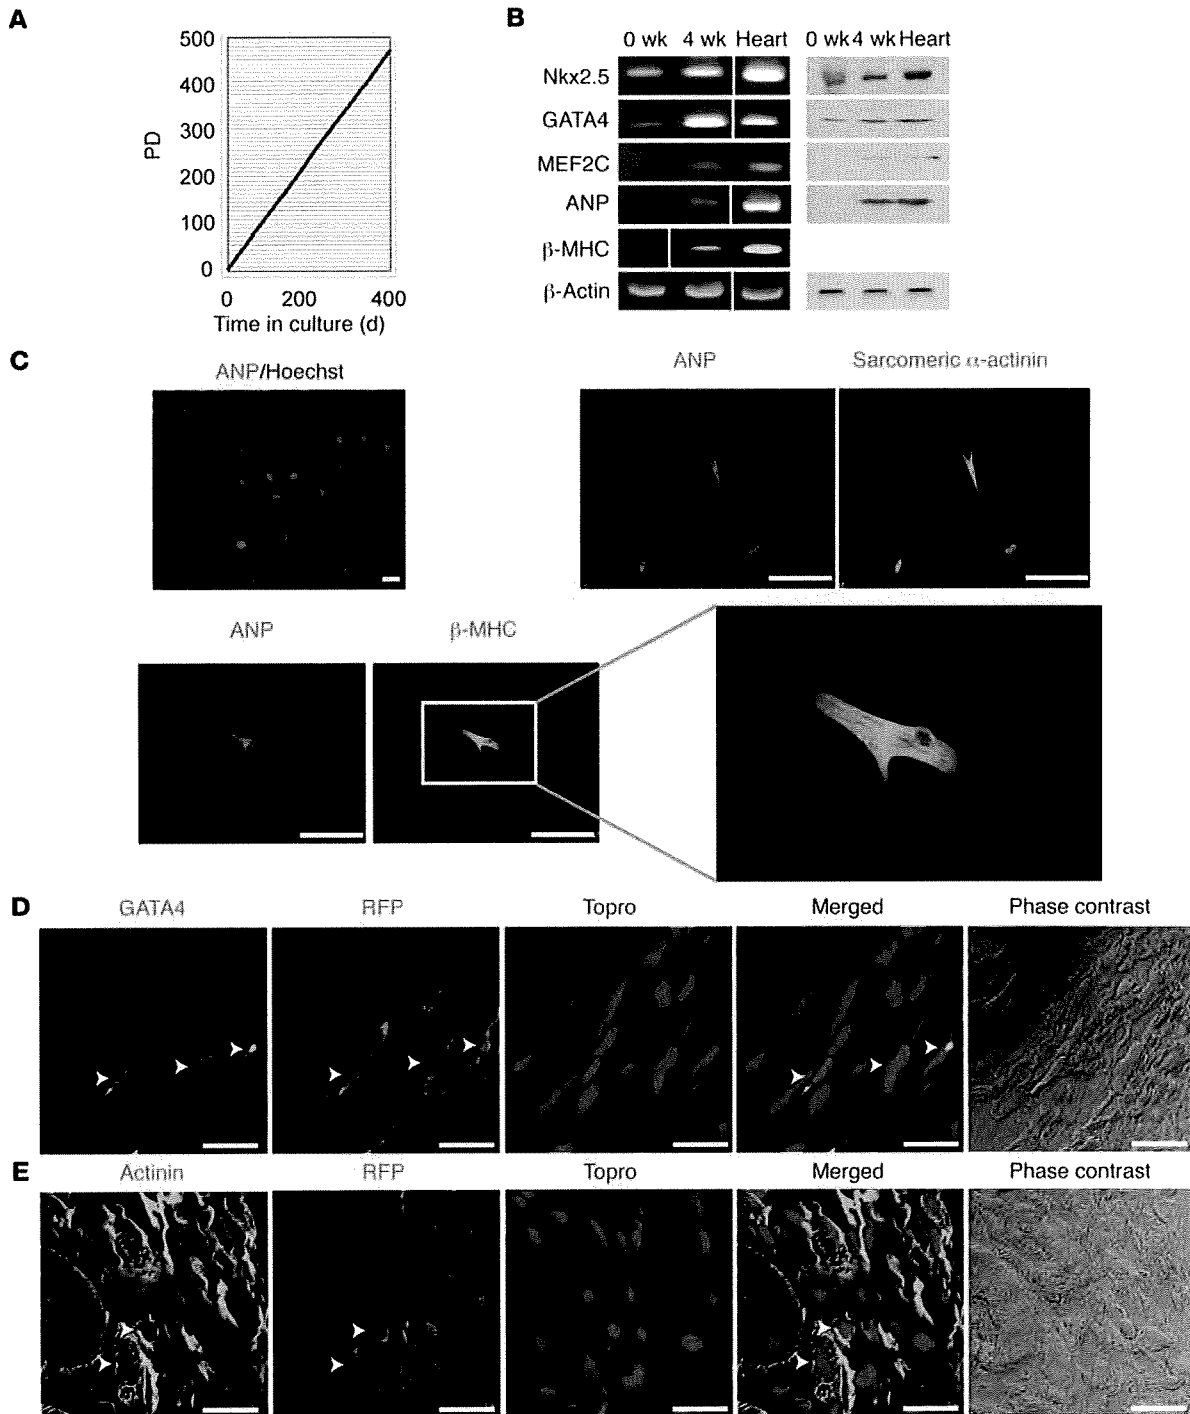 A
500
400
300
200
100
0
PD
0 200 400
Time in culture (d)
B
0 wk 4 wk Heart 0 wk 4 wk Heart
Nkx2.5
GATA4
MEF2C
ANP
β-MHC
β-Actin
C
ANP/Hoechst
ANP Sarcomeric α-actinin
ANP β-MHC
D
GATA4 RFP Topro Merged Phase contrast
E
Actinin RFP Topro Merged Phase contrast